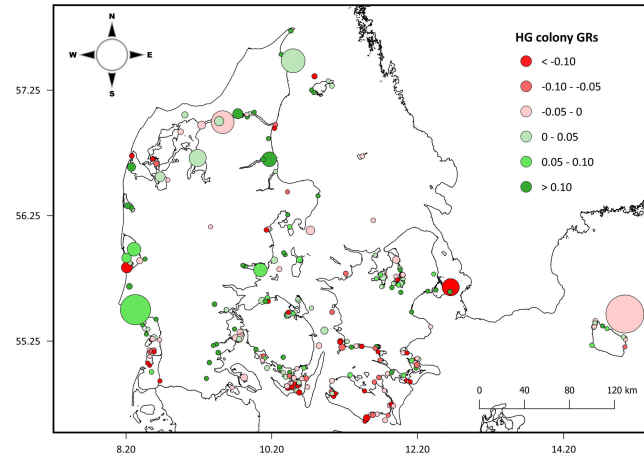 N
W
E
S
HG colony GRs
< -0.10
-0.10 - -0.05
-0.05 - 0
0 - 0.05
0.05 - 0.10
> 0.10
57.25
56.25
55.25
0 40 80 120 km
8.20 10.20 12.20 14.20